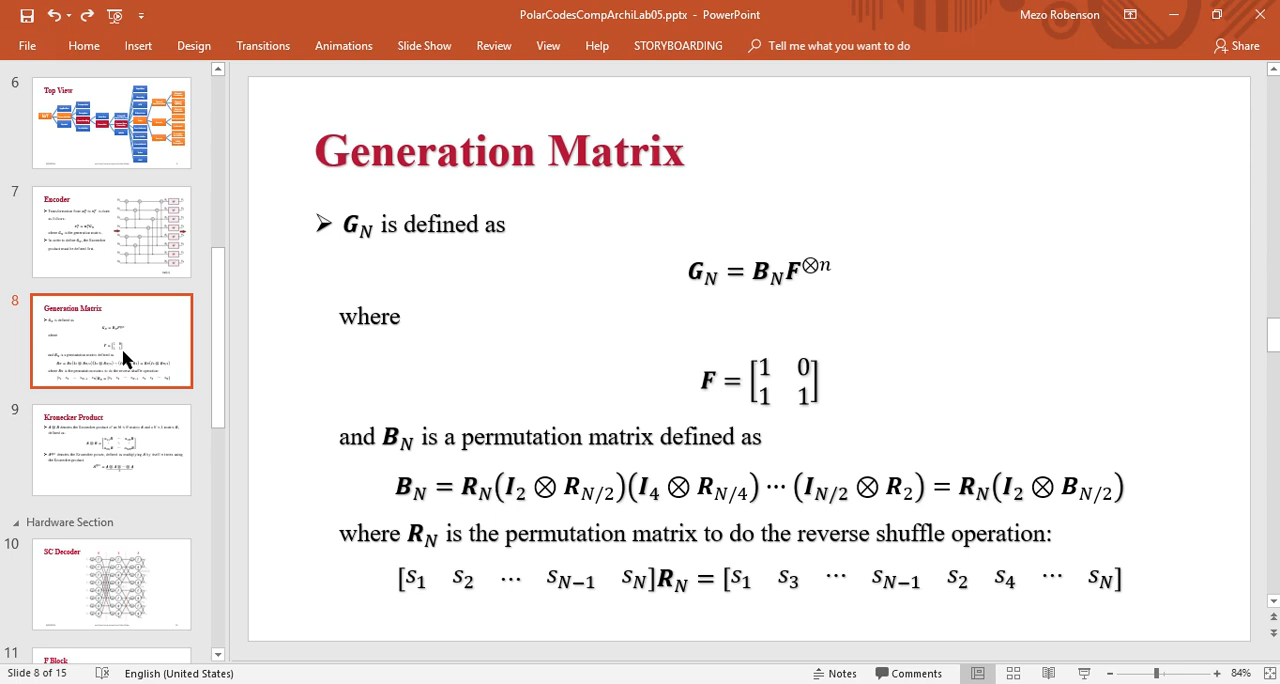 PolarCodesCompArchiLab05.pptx - PowerPoint
Mezo Robenson
File Home Insert Design Transitions Animations Slide Show Review View Help STORYBOARDING Tell me what you want to do Share
6
Top View
7
Encoder
8
Generation Matrix
9
Kronecker Product
Hardware Section
10
SC Decoder
11
F Block
Generation Matrix
➤ G_N is defined as
G_N = B_N F^{⊗n}
where
F = [1 0
1 1]
and B_N is a permutation matrix defined as
B_N = R_N(I_2 ⊗ R_{N/2})(I_4 ⊗ R_{N/4}) ⋯ (I_{N/2} ⊗ R_2) = R_N(I_2 ⊗ B_{N/2})
where R_N is the permutation matrix to do the reverse shuffle operation:
[s_1 s_2 ⋯ s_{N−1} s_N]R_N = [s_1 s_3 ⋯ s_{N−1} s_2 s_4 ⋯ s_N]
Slide 8 of 15 English (United States) Notes Comments 84%